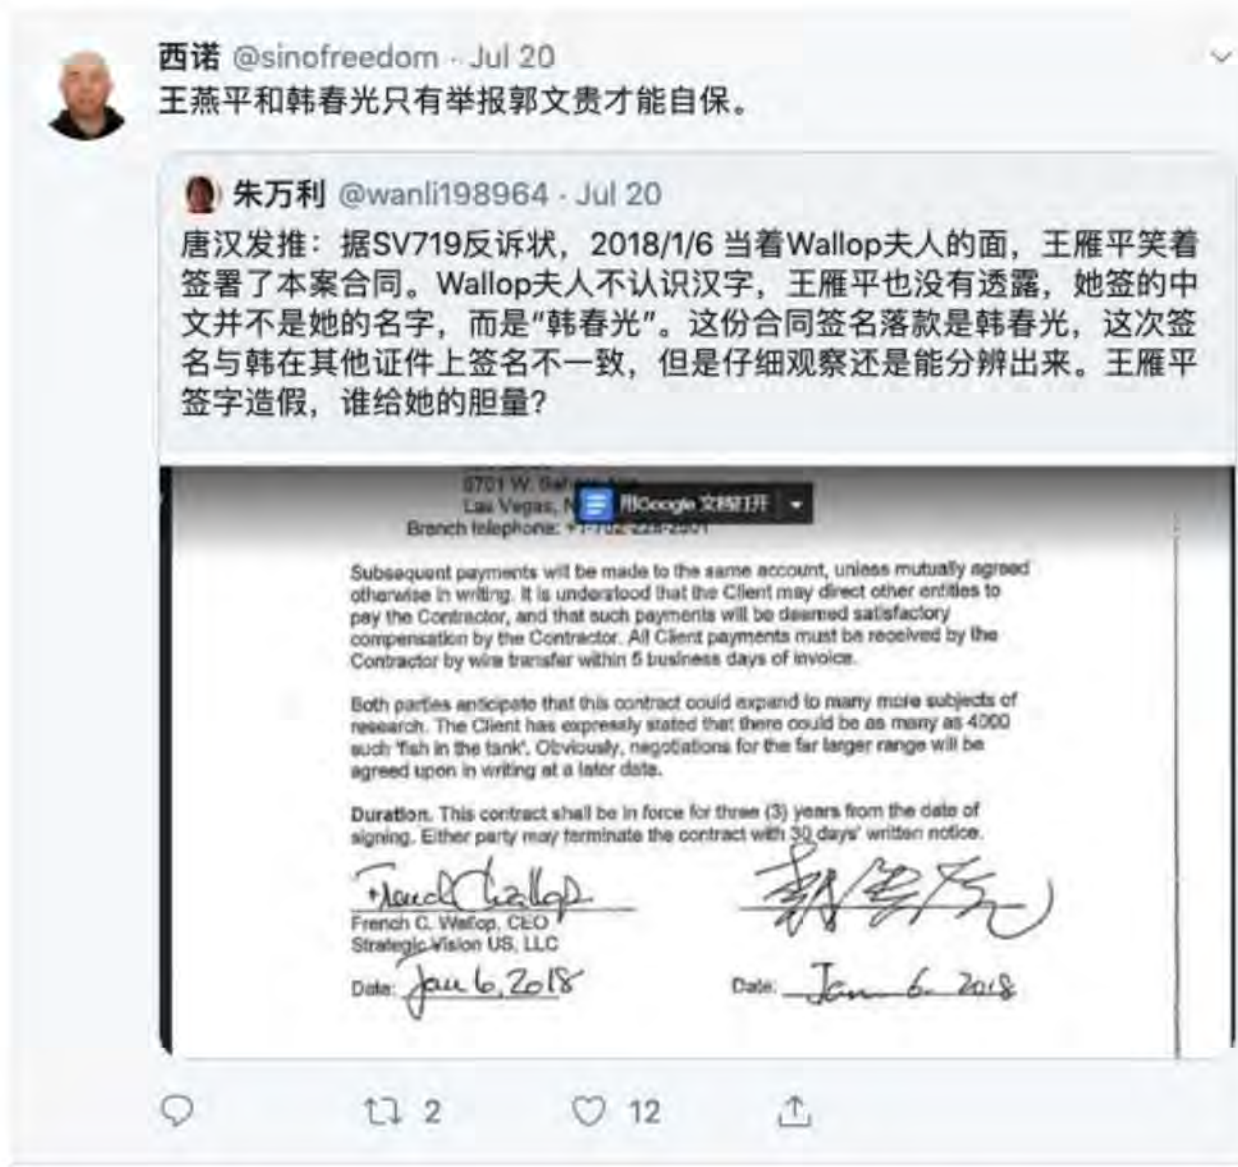 西诺 @sinofreedom · Jul 20
王燕平和韩春光只有举报郭文贵才能自保。
朱万利 @wanli198964 · Jul 20
唐汉发推：据SV719反诉状，2018/1/6 当着Wallop夫人的面，王雁平笑着
签署了本案合同。Wallop夫人不认识汉字，王雁平也没有透露，她签的中
文并不是她的名字，而是“韩春光”。这份合同签名落款是韩春光，这次签
名与韩在其他证件上签名不一致，但是仔细观察还是能分辨出来。王雁平
签字造假，谁给她的胆量？
用Google 文档打开
W.
Las Vegas,
Branch telephone:
Subsequent payments will be made to the same account, unless mutually agreed
otherwise in writing. It is understood that the Client may direct other entities to
pay the Contractor, and that such payments will be deemed satisfactory
compensation by the Contractor. All Client payments must be received by the
Contractor by wire transfer within 5 business days of invoice.
Both parties anticipate that this contract could expand to many more subjects of
research. The Client has expressly stated that there could be as many as 4000
such 'fish in the tank'. Obviously, negotiations for the far larger range will be
agreed upon in writing at a later date.
Duration. This contract shall be in force for three (3) years from the date of
signing. Either party may terminate the contract with 30 days' written notice.
French C. Wallop, CEO
Strategic Vision US, LLC
Date: Jan 6, 2018
Date: Jan 6. 2018
2
12